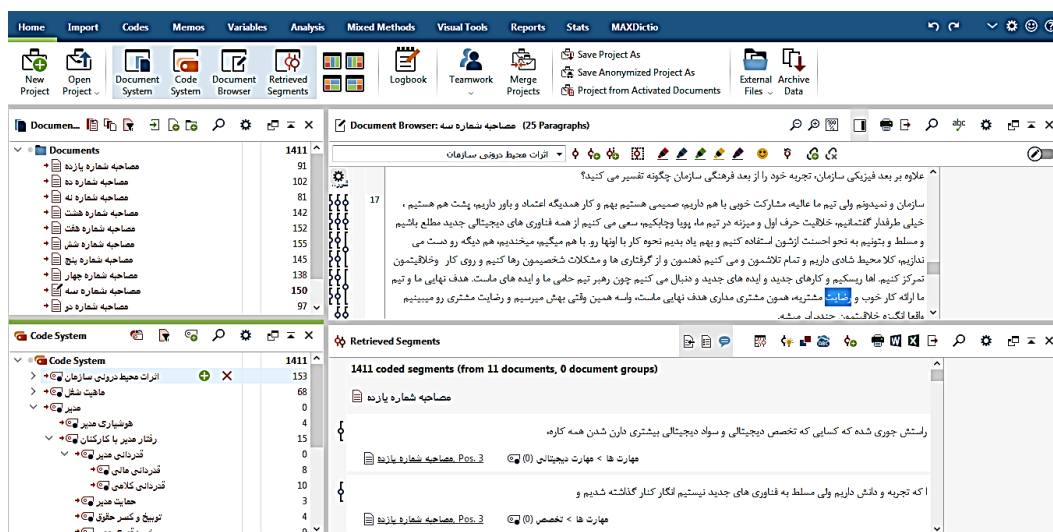 Home Import Codes Memos Variables Analysis Mixed Methods Visual Tools Reports Stats MAXDictio
New Project
Open Project
Document System
Code System
Document Browser
Retrieved Segments
Logbook
Teamwork
Merge Projects
Save Project As
Save Anonymized Project As
Project from Activated Documents
External Files
Archive Data
Documen...
Documents 1411
مصاحبه شماره یازده 91
مصاحبه شماره ده 102
مصاحبه شماره نه 81
مصاحبه شماره هشت 142
مصاحبه شماره هفت 152
مصاحبه شماره شش 155
مصاحبه شماره پنج 145
مصاحبه شماره چهار 138
مصاحبه شماره سه 150
مصاحبه شماره دو 97
Document Browser: مصاحبه شماره سه (25 Paragraphs)
اثرات محیط درونی سازمان
علاوه بر بعد فیزیکی سازمان، تجربه خود را از بعد فرهنگی سازمان چگونه تفسیر می کنید؟
17
سازمان و نمیدونم ولی تیم ما عالیه، مشارکت خوبی با هم داریم، صمیمی هستیم بهم و کار همدیگه اعتماد و باور داریم، پشت هم هستیم ،
خیلی طرفدار گفتمانیم، خلاقیت حرف اول و میزنه در تیم ما، پویا وچابکیم، سعی می کنیم از همه فناوری های دیجیتالی جدید مطلع باشیم
و مسلط و بتونیم به نحو احسنت ازشون استفاده کنیم و بهم یاد بدیم نحوه کار با اونها رو. با هم میگیم، میخندیم، هم دیگه رو دست می
ندازیم، کلا محیط شادی داریم و تمام تلاشمون و می کنیم ذهنمون و از گرفتاری ها و مشکلات شخصیمون رها کنیم و روی کار وخلاقیتمون
تمرکز کنیم. اها ریسکیم و کارهای جدید و ایده های جدید و دنبال می کنیم چون رهبر تیم حامی ما و ایده های ماست. هدف نهایی ما و تیم
ما ارائه کار خوب و رضایت مشتریه، همون مشتری مداری هدف نهایی ماست، واسه همین وقتی بهش میرسیم و رضایت مشتری رو میبینیم
واقعا انگیزه خلاقیتمون چندبرابر میشه.
Code System
Code System 1411
اثرات محیط درونی سازمان 153
ماهیت شغل 68
مدیر 0
هوشیاری مدیر 4
رفتار مدیر با کارکنان 15
قدردانی مدیر 0
قدردانی مالی 8
قدردانی کلامی 10
حمایت مدیر 3
توبیخ و کسر حقوق 4
Retrieved Segments
1411 coded segments (from 11 documents, 0 document groups)
مصاحبه شماره یازده
راستش جوری شده که کسایی که تخصص دیجیتالی و سواد دیجیتالی بیشتری دارن شدن همه کاره،
مهارت ها > مهارت دیجیتالی (0) مصاحبه شماره یازده, Pos. 3
ا که تجربه و دانش داریم ولی مسلط به فناوری های جدید نیستیم انگار کنار گذاشته شدیم و
مهارت ها > تخصص (0) مصاحبه شماره یازده, Pos. 3